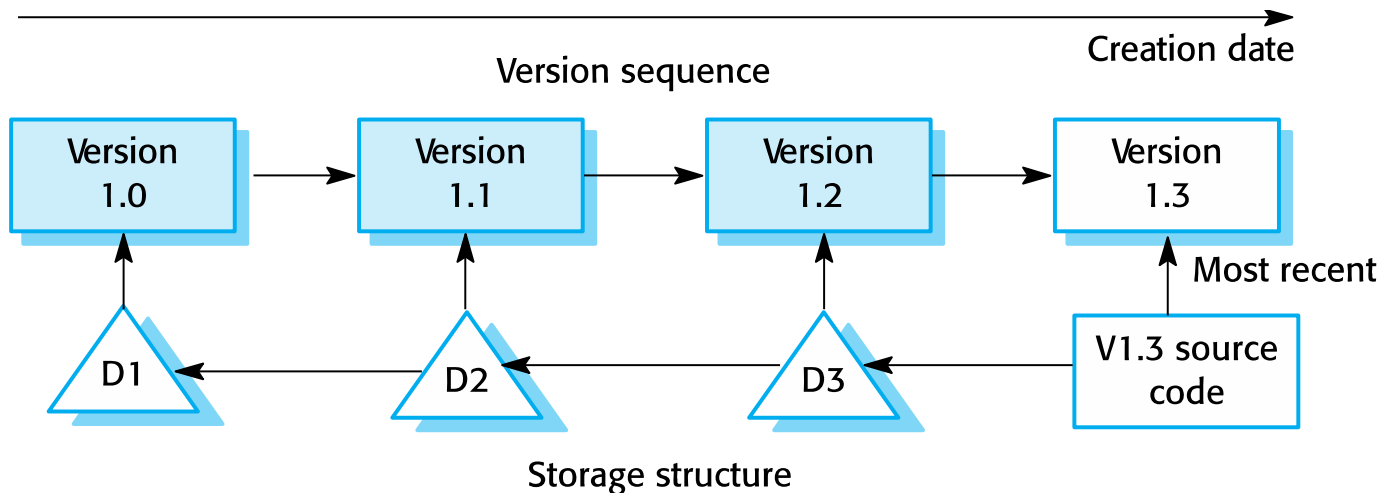 Creation date
Version sequence
Version
1.0
Version
1.1
Version
1.2
Version
1.3
Most recent
D1
D2
D3
V1.3 source
code
Storage structure